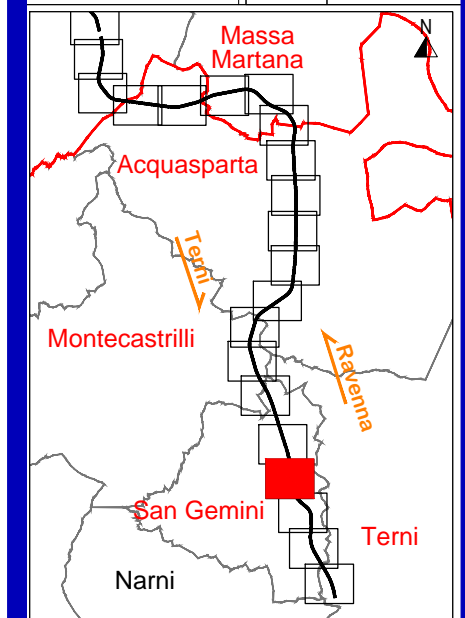 Massa
Martana
N
Acquasparta
Terni
Montecastrilli
Ravenna
San Gemini
Terni
Narni